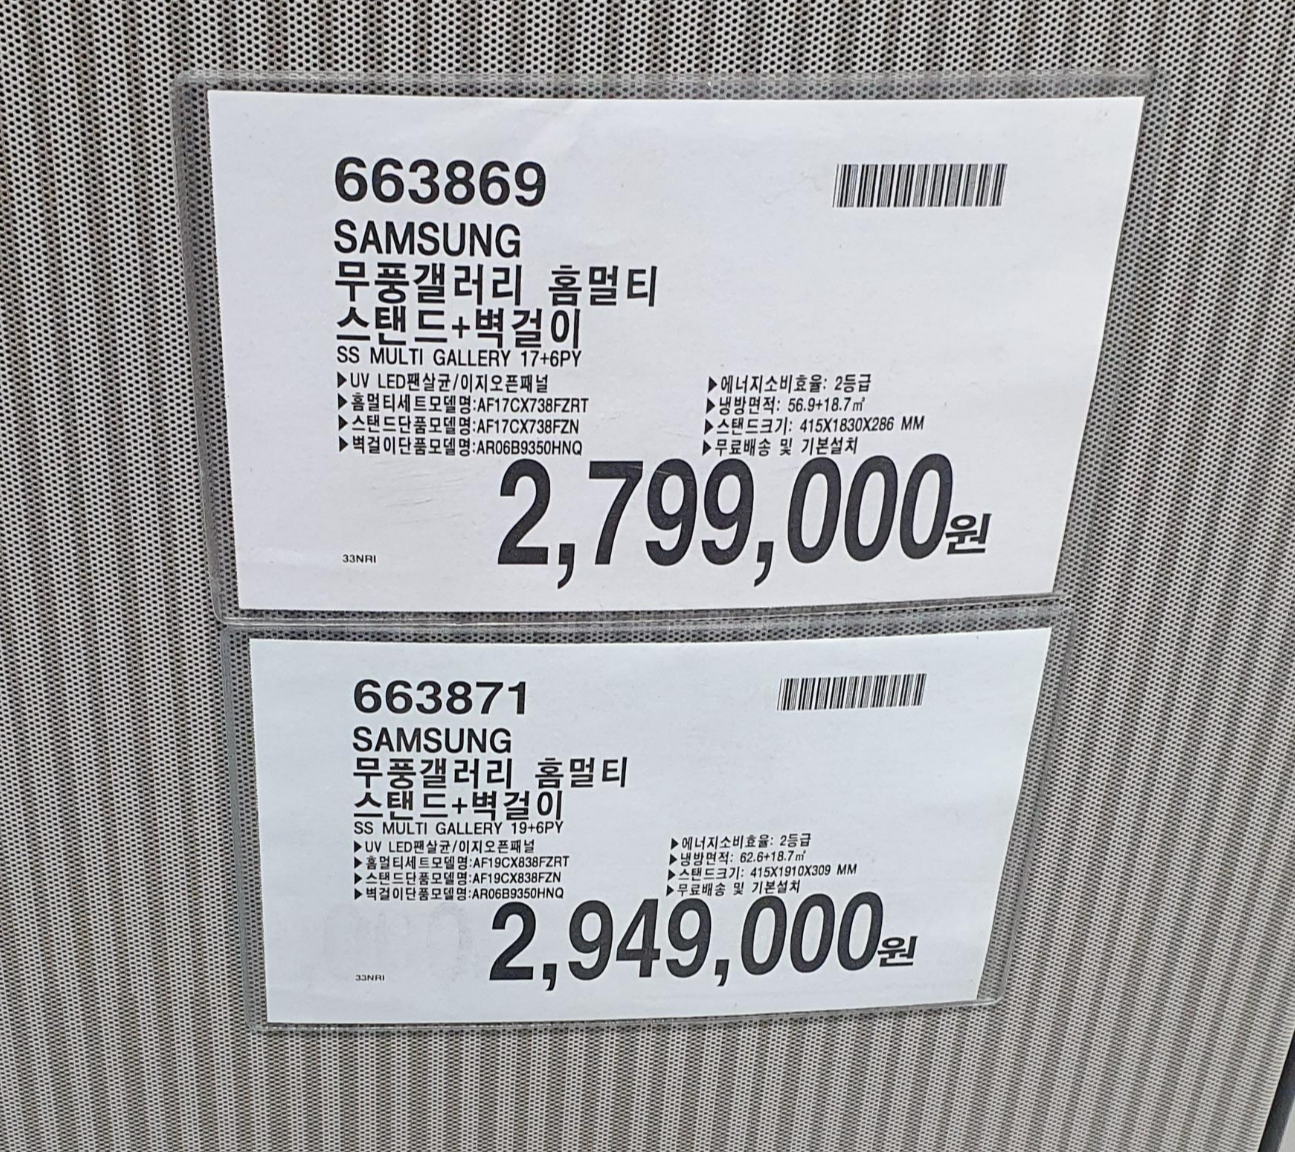 663869
SAMSUNG
무풍갤러리 홈멀티
스탠드+벽걸이
SS MULTI GALLERY 17+6PY
▶UV LED팬살균/이지오픈패널
▶홈멀티세트모델명:AF17CX738FZRT
▶스탠드단품모델명:AF17CX738FZN
▶벽걸이단품모델명:AR06B9350HNQ
▶에너지소비효율: 2등급
▶냉방면적: 56.9+18.7㎡
▶스탠드크기: 415X1830X286 MM
▶무료배송 및 기본설치
2,799,000원
33NRI
663871
SAMSUNG
무풍갤러리 홈멀티
스탠드+벽걸이
SS MULTI GALLERY 19+6PY
▶UV LED팬살균/이지오픈패널
▶홈멀티세트모델명:AF19CX838FZRT
▶스탠드단품모델명:AF19CX838FZN
▶벽걸이단품모델명:AR06B9350HNQ
▶에너지소비효율: 2등급
▶냉방면적: 62.6+18.7㎡
▶스탠드크기: 415X1910X309 MM
▶무료배송 및 기본설치
2,949,000원
33NRI